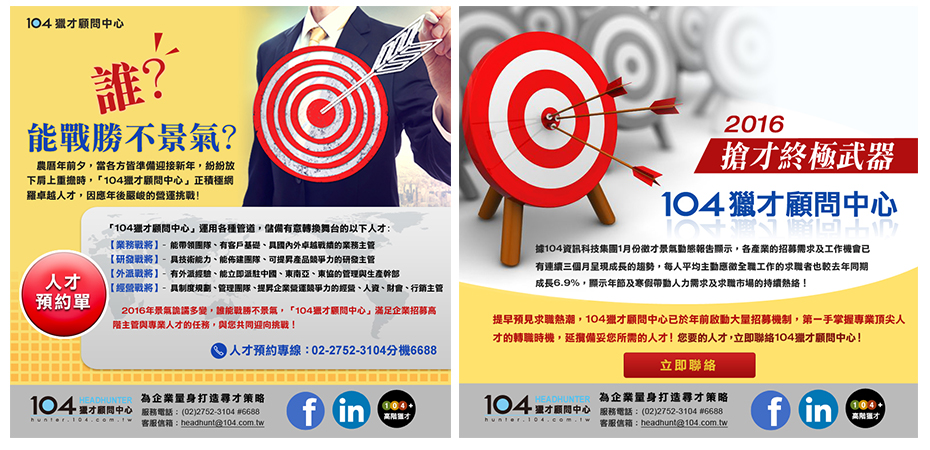 104 獵才顧問中心
誰?
能戰勝不景氣?
農曆年前夕，當各方皆準備迎接新年，紛紛放
下肩上重擔時，「104獵才顧問中心」正積極網
羅卓越人才，因應年後嚴峻的營運挑戰!
「104獵才顧問中心」運用各種管道，儲備有意轉換舞台的以下人才:
【業務戰將】- 能帶領團隊、有客戶基礎、具國內外卓越戰績的業務主管
【研發戰將】- 具技術能力、能佈建團隊、可提昇產品競爭力的研發主管
【外派戰將】- 有外派經驗、能立即派駐中國、東南亞、東協的管理與生產幹部
【經營戰將】- 具制度規劃、管理團隊、提昇企業營運競爭力的經營、人資、財會、行銷主管
人才
預約單
2016年景氣詭譎多變，誰能戰勝不景氣，「104獵才顧問中心」滿足企業招募高
階主管與專業人才的任務，與您共同迎向挑戰!
人才預約專線：02-2752-3104分機6688
104 HEADHUNTER
獵才顧問中心
hunter.104.com.tw
為企業量身打造尋才策略
服務電話：(02)2752-3104 #6688
客服信箱：headhunt@104.com.tw
f
in
104+
高階獵才
2016
搶才終極武器
104獵才顧問中心
據104資訊科技集團1月份徵才景氣動態報告顯示，各產業的招募需求及工作機會已
有連續三個月呈現成長的趨勢，每人平均主動應徵全職工作的求職者也較去年同期
成長6.9%，顯示年節及寒假帶動人力需求及求職市場的持續熱絡！
提早預見求職熱潮，104獵才顧問中心已於年前啟動大量招募機制，第一手掌握專業頂尖人
才的轉職時機，延攬備妥您所需的人才！您要的人才，立即聯絡104獵才顧問中心！
立即聯絡
104 HEADHUNTER
獵才顧問中心
hunter.104.com.tw
為企業量身打造尋才策略
服務電話：(02)2752-3104 #6688
客服信箱：headhunt@104.com.tw
f
in
104+
高階獵才